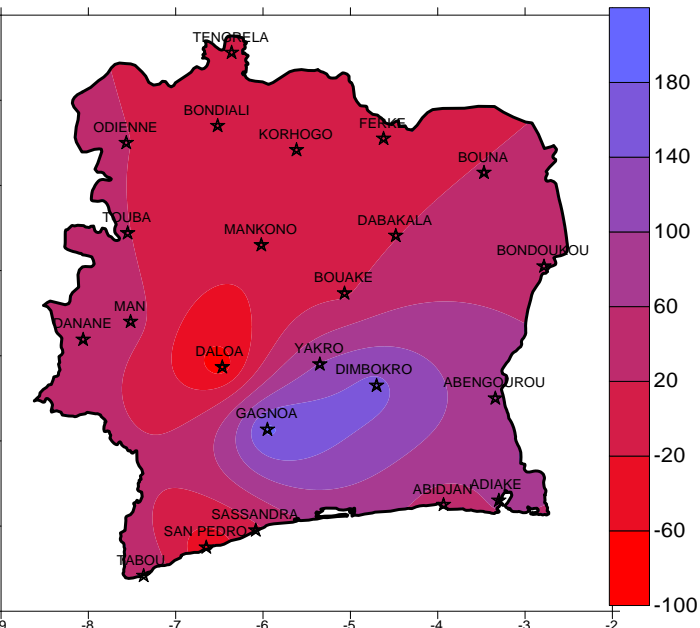 TENGRELA
BONDIALI
ODIENNE
KORHOGO
FERKE
BOUNA
TOUBA
MANKONO
DABAKALA
BONDOUKOU
BOUAKE
MAN
DANANE
DALOA
YAKRO
DIMBOKRO
ABENGOUROU
GAGNOA
ABIDJAN
ADIAKE
SASSANDRA
SAN PEDRO
TABOU
180
140
100
60
20
-20
-60
-100
-9 -8 -7 -6 -5 -4 -3 -2